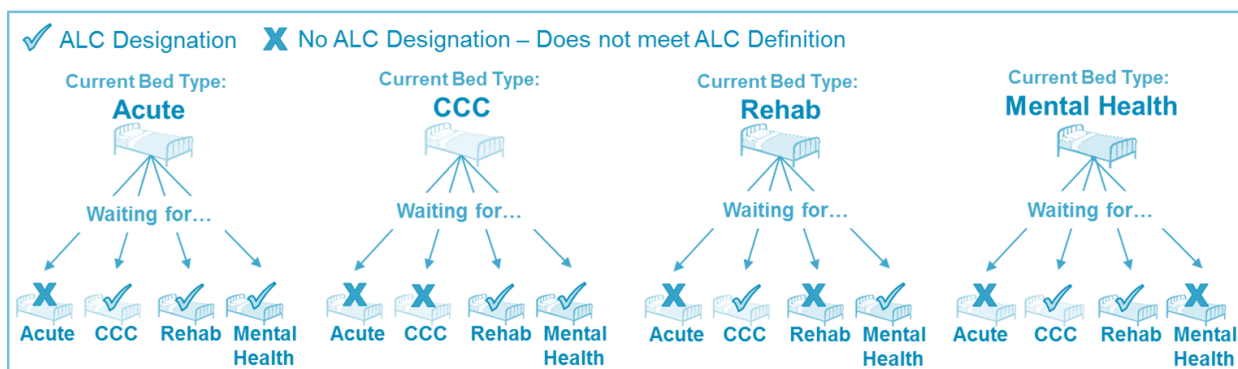 ALC Designation
No ALC Designation – Does not meet ALC Definition
Current Bed Type:
Acute
Waiting for…
Acute
CCC
Rehab
Mental
Health
Current Bed Type:
CCC
Waiting for…
Acute
CCC
Rehab
Mental
Health
Current Bed Type:
Rehab
Waiting for…
Acute
CCC
Rehab
Mental
Health
Current Bed Type:
Mental Health
Waiting for…
Acute
CCC
Rehab
Mental
Health